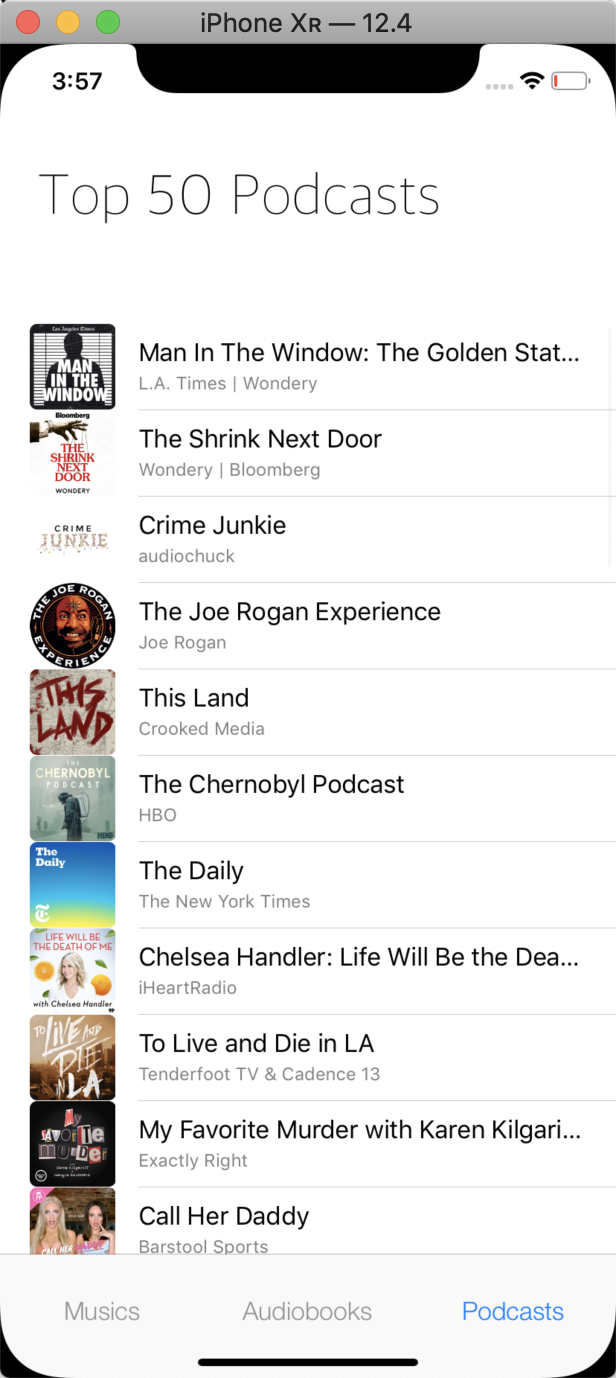 iPhone Xʀ — 12.4
3:57
Top 50 Podcasts
Los Angeles Times
MAN
IN THE
WINDOW
Man In The Window: The Golden Stat...
L.A. Times | Wondery
Bloomberg
THE
SHRINK
NEXT
DOOR
WONDERY
The Shrink Next Door
Wondery | Bloomberg
CRIME
JUNKIE
Crime Junkie
audiochuck
THE JOE ROGAN
EXPERIENCE
The Joe Rogan Experience
Joe Rogan
THIS
LAND
This Land
Crooked Media
THE
CHERNOBYL
PODCAST
HBO
The Chernobyl Podcast
HBO
The
Daily
T
The Daily
The New York Times
LIFE WILL BE
THE DEATH OF ME
with Chelsea Handler
Chelsea Handler: Life Will Be the Dea...
iHeartRadio
TO LIVE AND
DIE
IN LA
To Live and Die in LA
Tenderfoot TV & Cadence 13
My
FAVORITE
MURDER
My Favorite Murder with Karen Kilgari...
Exactly Right
CALL HER
Call Her Daddy
Barstool Sports
Musics
Audiobooks
Podcasts